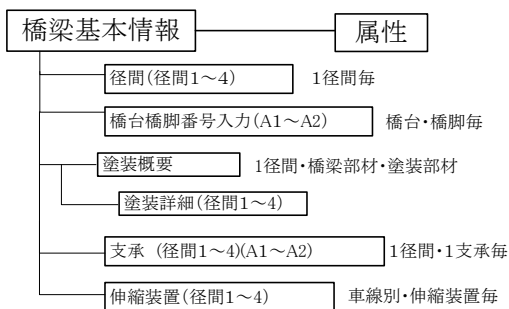 橋梁基本情報 属性
径間(径間1～4) 1径間毎
橋台橋脚番号入力(A1～A2) 橋台・橋脚毎
塗装概要 1径間・橋梁部材・塗装部材
塗装詳細(径間1～4)
支承 (径間1～4)(A1～A2) 1径間・1支承毎
伸縮装置(径間1～4) 車線別・伸縮装置毎